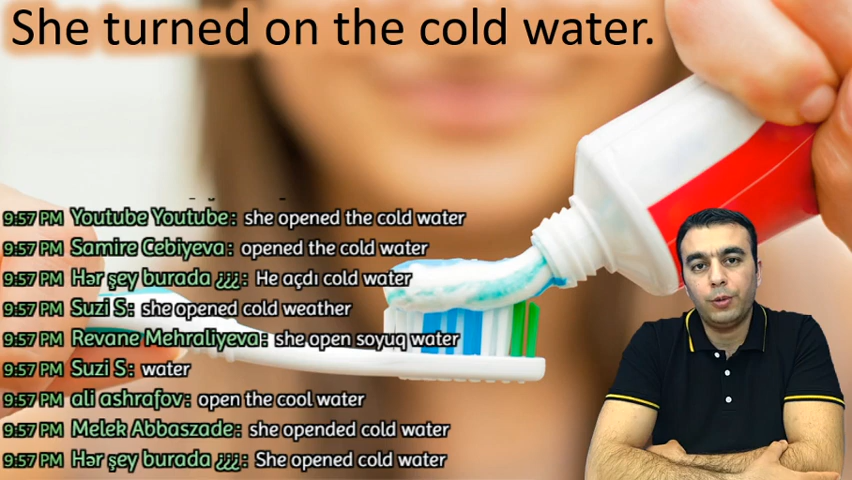 She turned on the cold water.
9:57 PM Youtube Youtube: she opened the cold water
9:57 PM Samire Cebiyeva: opened the cold water
9:57 PM Hər şey burada ¿¿¿: He açdı cold water
9:57 PM Suzi S: she opened cold weather
9:57 PM Revane Mehraliyeva: she open soyuq water
9:57 PM Suzi S: water
9:57 PM ali ashrafov: open the cool water
9:57 PM Melek Abbaszade: she opended cold water
9:57 PM Hər şey burada ¿¿¿: She opened cold water